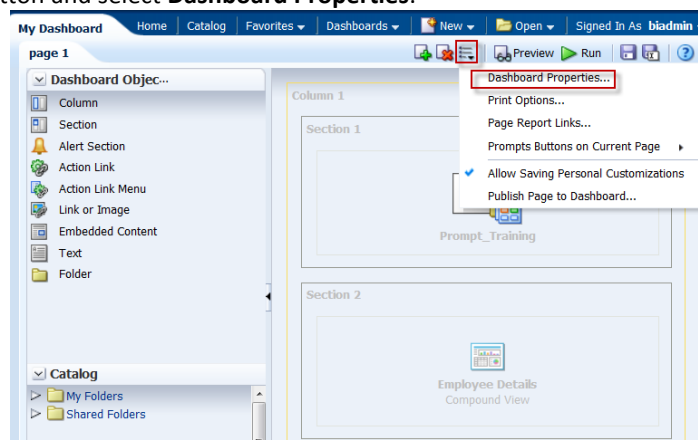 tton and select Dashboard Properties.
My Dashboard Home Catalog Favorites Dashboards New Open Signed In As biadmin
page 1 Preview Run
Dashboard Objec...
Column
Section
Alert Section
Action Link
Action Link Menu
Link or Image
Embedded Content
Text
Folder
Catalog
My Folders
Shared Folders
Column 1
Section 1
Prompt_Training
Section 2
Employee Details
Compound View
Dashboard Properties...
Print Options...
Page Report Links...
Prompts Buttons on Current Page
Allow Saving Personal Customizations
Publish Page to Dashboard...